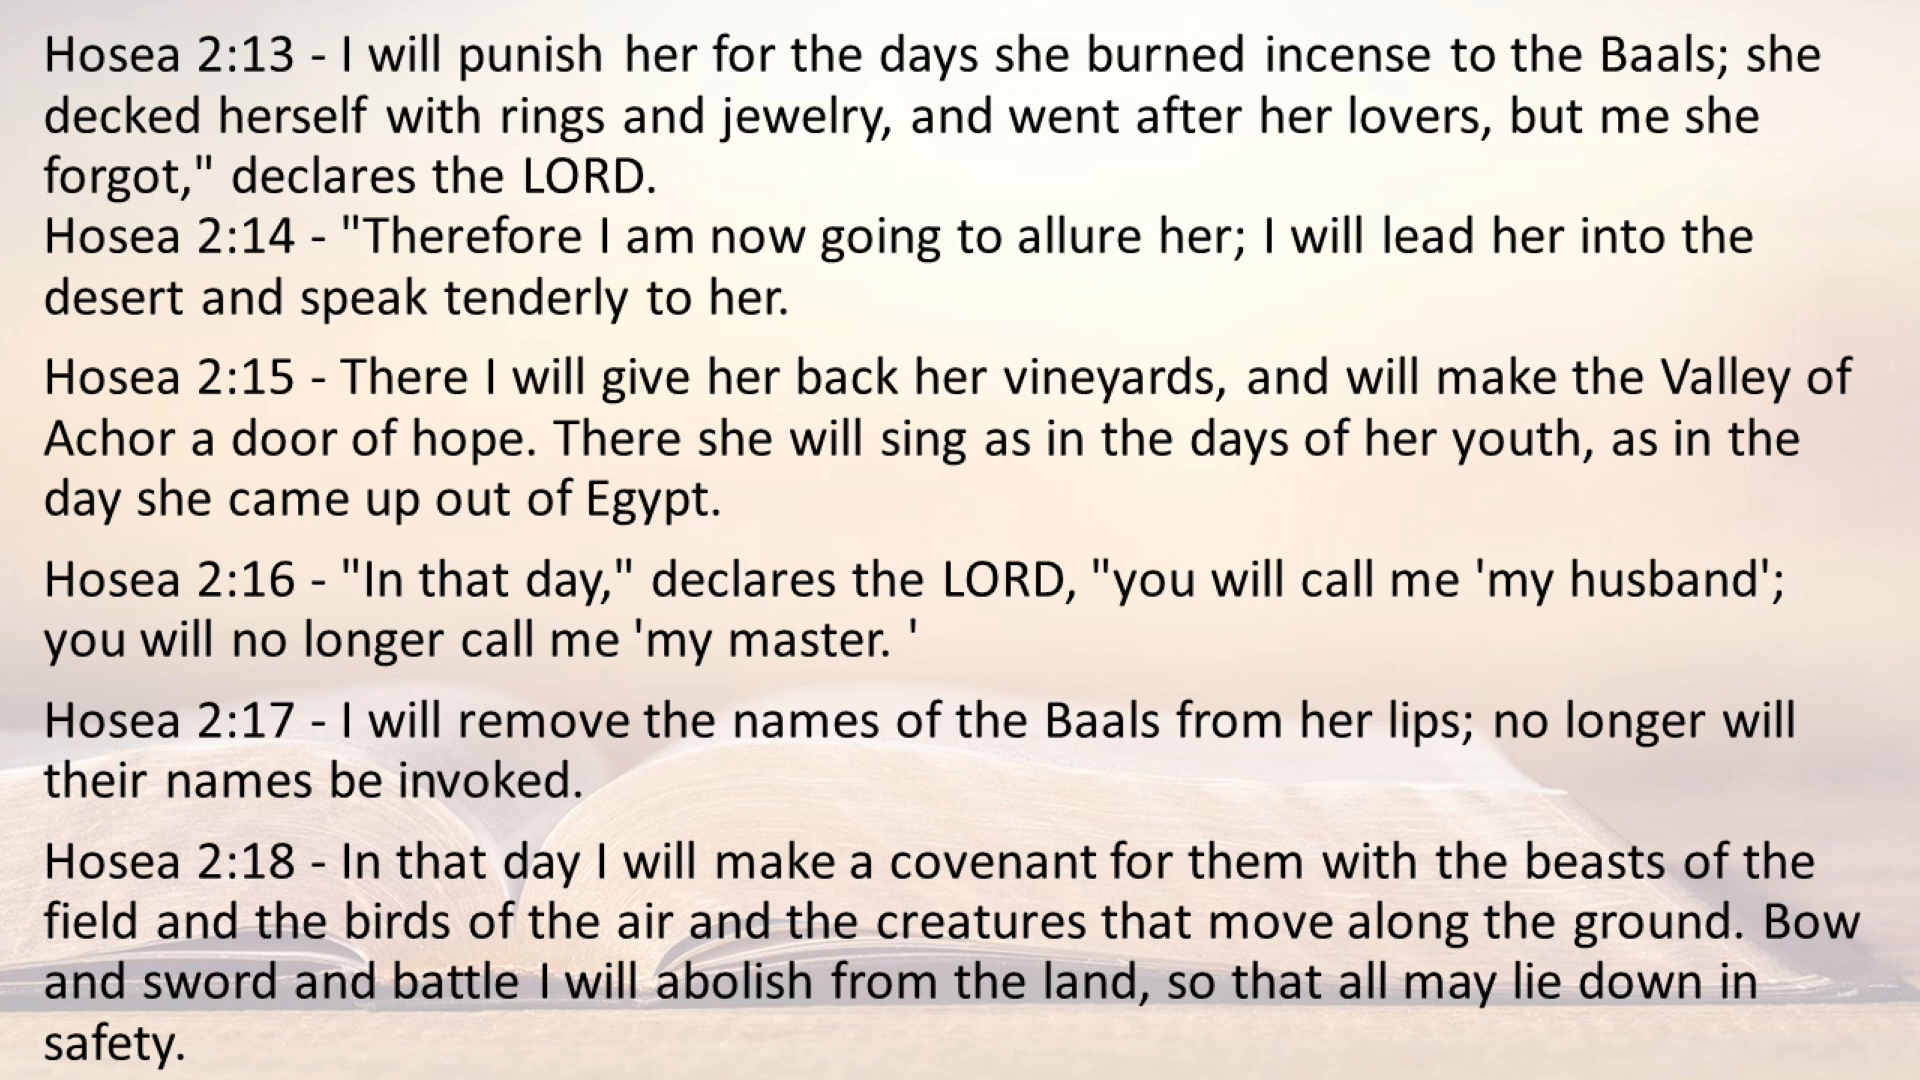 Hosea 2:13 - I will punish her for the days she burned incense to the Baals; she
decked herself with rings and jewelry, and went after her lovers, but me she
forgot," declares the LORD.
Hosea 2:14 - "Therefore I am now going to allure her; I will lead her into the
desert and speak tenderly to her.
Hosea 2:15 - There I will give her back her vineyards, and will make the Valley of
Achor a door of hope. There she will sing as in the days of her youth, as in the
day she came up out of Egypt.
Hosea 2:16 - "In that day," declares the LORD, "you will call me 'my husband';
you will no longer call me 'my master. '
Hosea 2:17 - I will remove the names of the Baals from her lips; no longer will
their names be invoked.
Hosea 2:18 - In that day I will make a covenant for them with the beasts of the
field and the birds of the air and the creatures that move along the ground. Bow
and sword and battle I will abolish from the land, so that all may lie down in
safety.